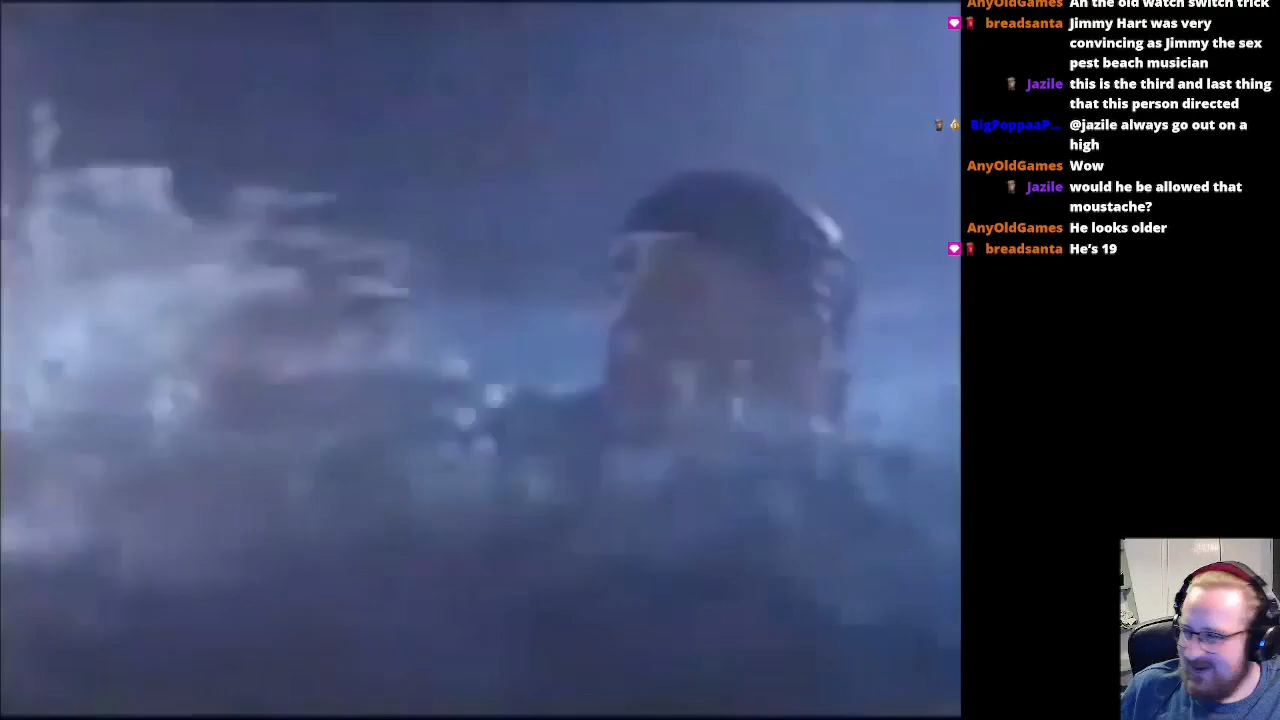 AnyOldGames An the old watch switch trick
breadsanta Jimmy Hart was very
convincing as Jimmy the sex
pest beach musician
Jazile this is the third and last thing
that this person directed
BigPoppaaP... @jazile always go out on a
high
AnyOldGames Wow
Jazile would he be allowed that
moustache?
AnyOldGames He looks older
breadsanta He's 19